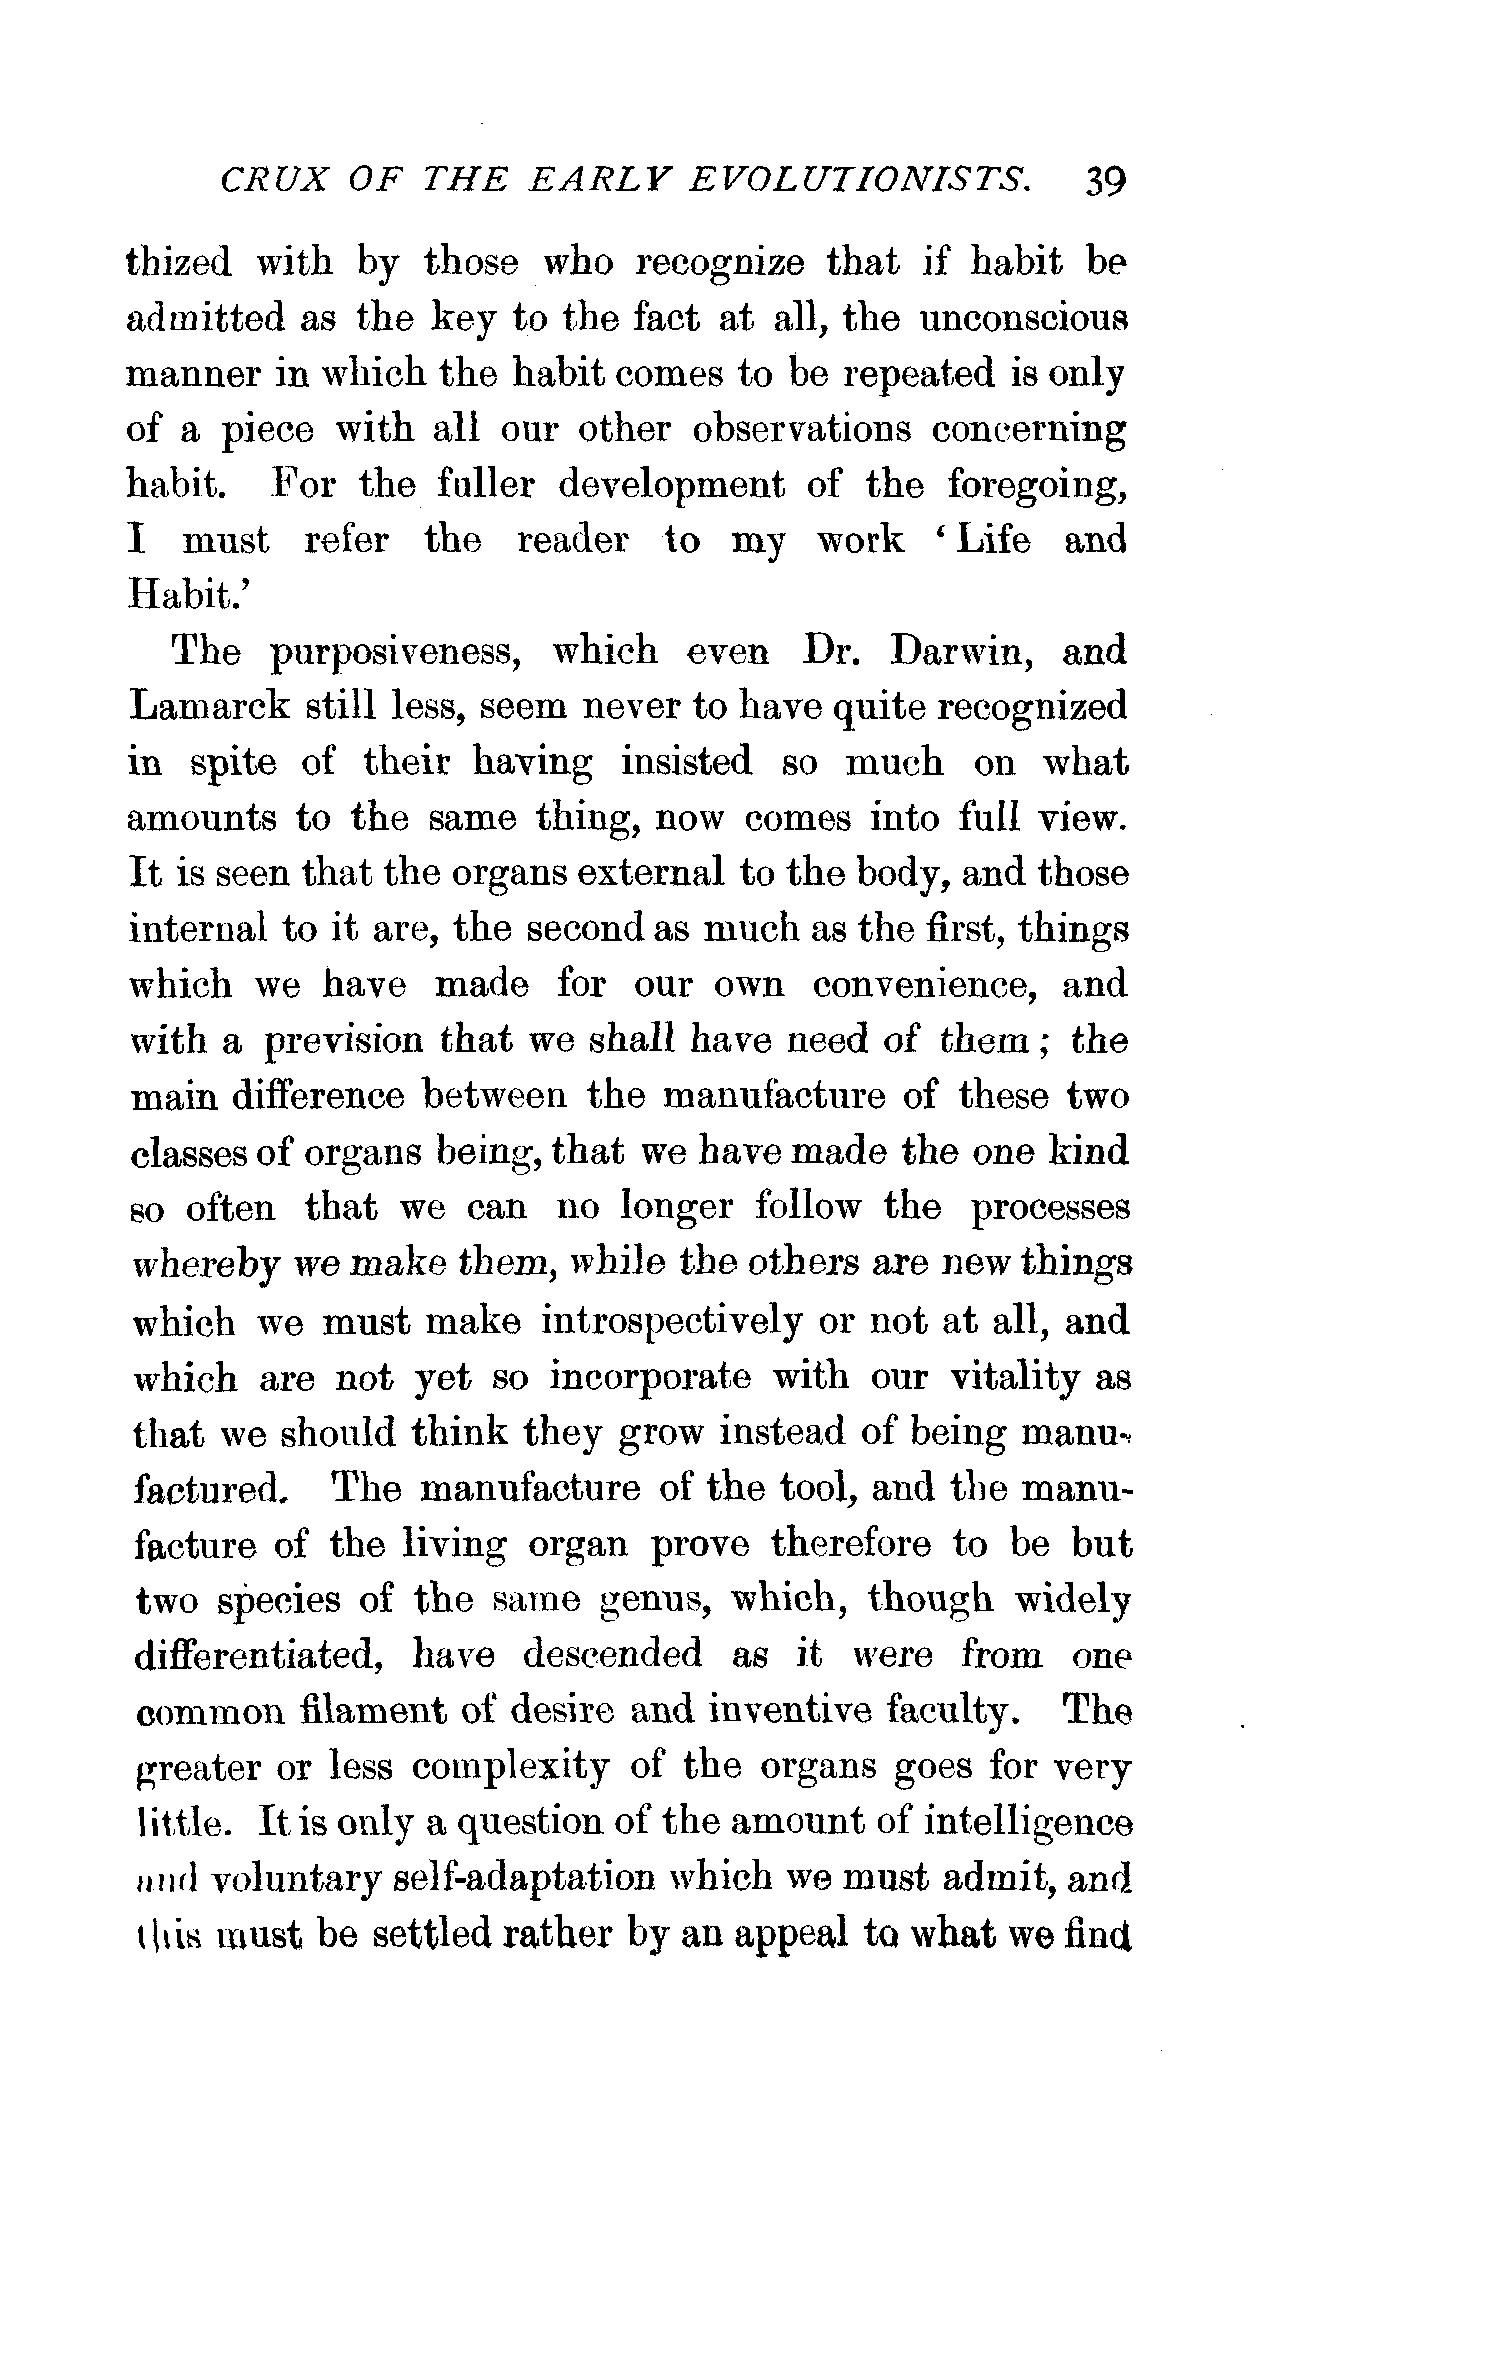 CRUX OF THE EARLY EVOLUTIONISTS. 39
thized with by those who recognize that if habit be
admitted as the key to the fact at all, the unconscious
manner in which the habit comes to be repeated is only
of a piece with all our other observations concerning
habit. For the fuller development of the foregoing,
I must refer the reader to my work ‘Life and
Habit.’
The purposiveness, which even Dr. Darwin, and
Lamarck still less, seem never to have quite recognized
in spite of their having insisted so much on what
amounts to the same thing, now comes into full view.
It is seen that the organs external to the body, and those
internal to it are, the second as much as the first, things
which we have made for our own convenience, and
with a prevision that we shall have need of them; the
main difference between the manufacture of these two
classes of organs being, that we have made the one kind
so often that we can no longer follow the processes
whereby we make them, while the others are new things
which we must make introspectively or not at all, and
which are not yet so incorporate with our vitality as
that we should think they grow instead of being manu-
factured. The manufacture of the tool, and the manu-
facture of the living organ prove therefore to be but
two species of the same genus, which, though widely
differentiated, have descended as it were from one
common filament of desire and inventive faculty. The
greater or less complexity of the organs goes for very
little. It is only a question of the amount of intelligence
and voluntary self-adaptation which we must admit, and
this must be settled rather by an appeal to what we find